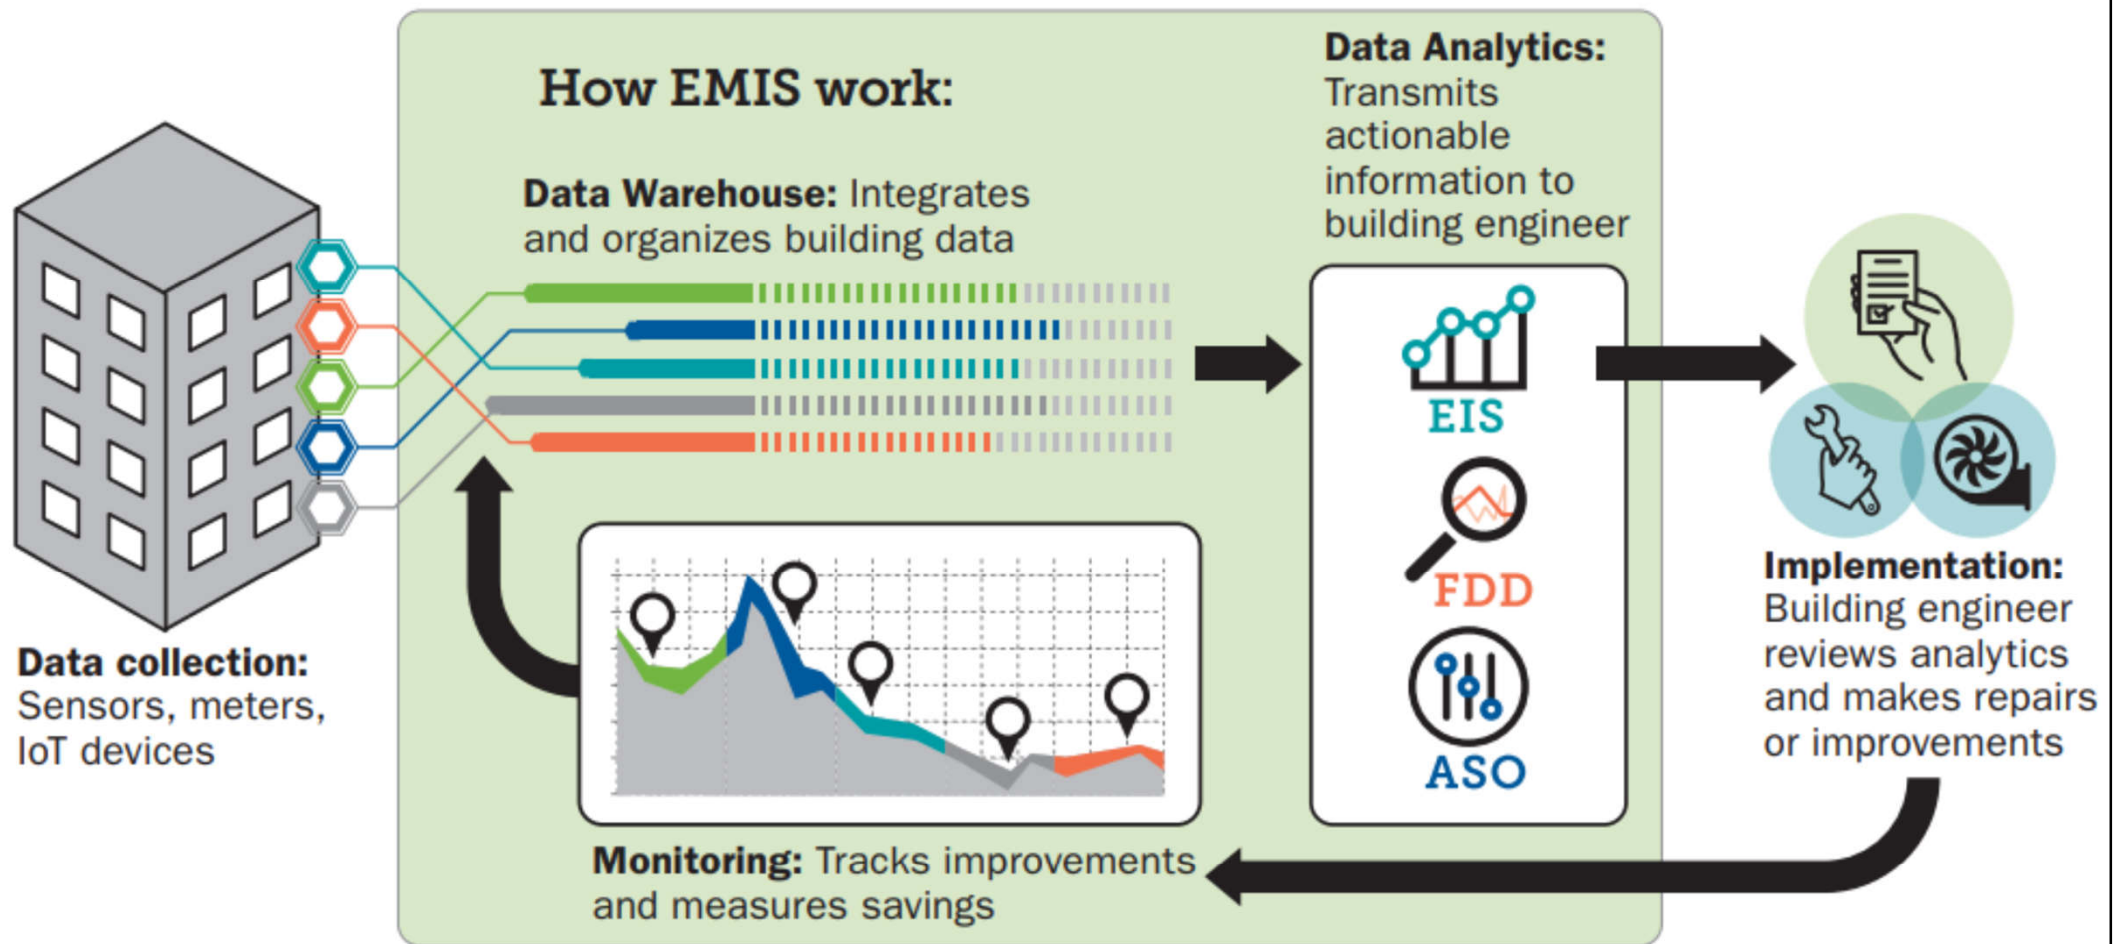 How EMIS work:
Data Warehouse: Integrates
and organizes building data
Data Analytics:
Transmits
actionable
information to
building engineer
EIS
FDD
ASO
Data collection:
Sensors, meters,
IoT devices
Implementation:
Building engineer
reviews analytics
and makes repairs
or improvements
Monitoring: Tracks improvements
and measures savings